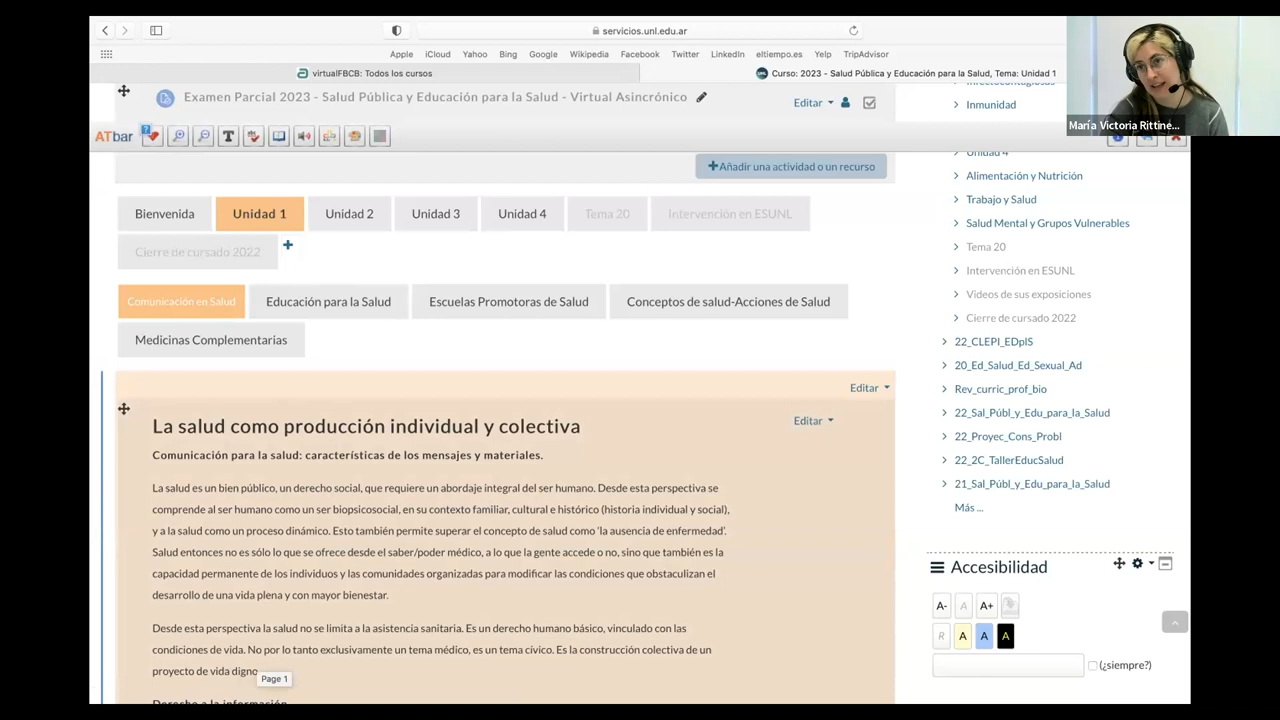 servicios.unl.edu.ar
Apple iCloud Yahoo Bing Google Wikipedia Facebook Twitter LinkedIn eltiempo.es Yelp TripAdvisor
virtualFBCB: Todos los cursos
Curso: 2023 - Salud Pública y Educación para la Salud, Tema: Unidad 1
Examen Parcial 2023 - Salud Pública y Educación para la Salud - Virtual Asincrónico
Editar
Inmunidad
María Victoria Rittine...
ATbar
Añadir una actividad o un recurso
Unidad 4
Alimentación y Nutrición
Trabajo y Salud
Salud Mental y Grupos Vulnerables
Tema 20
Intervención en ESUNL
Videos de sus exposiciones
Cierre de cursado 2022
22_CLEPI_EDplS
20_Ed_Salud_Ed_Sexual_Ad
Rev_curric_prof_bio
22_Sal_Públ_y_Edu_para_la_Salud
22_Proyec_Cons_Probl
22_2C_TallerEducSalud
21_Sal_Públ_y_Edu_para_la_Salud
Más ...
Bienvenida Unidad 1 Unidad 2 Unidad 3 Unidad 4 Tema 20 Intervención en ESUNL
Cierre de cursado 2022
Comunicación en Salud Educación para la Salud Escuelas Promotoras de Salud Conceptos de salud-Acciones de Salud
Medicinas Complementarias
Editar
Editar
La salud como producción individual y colectiva
Comunicación para la salud: características de los mensajes y materiales.
La salud es un bien público, un derecho social, que requiere un abordaje integral del ser humano. Desde esta perspectiva se
comprende al ser humano como un ser biopsicosocial, en su contexto familiar, cultural e histórico (historia individual y social),
y a la salud como un proceso dinámico. Esto también permite superar el concepto de salud como ‘la ausencia de enfermedad’.
Salud entonces no es sólo lo que se ofrece desde el saber/poder médico, a lo que la gente accede o no, sino que también es la
capacidad permanente de los individuos y las comunidades organizadas para modificar las condiciones que obstaculizan el
desarrollo de una vida plena y con mayor bienestar.
Desde esta perspectiva la salud no se limita a la asistencia sanitaria. Es un derecho humano básico, vinculado con las
condiciones de vida. No por lo tanto exclusivamente un tema médico, es un tema cívico. Es la construcción colectiva de un
proyecto de vida digno
Page 1
Derecho a la información
Accesibilidad
A- A A+
R A A A
(¿siempre?)